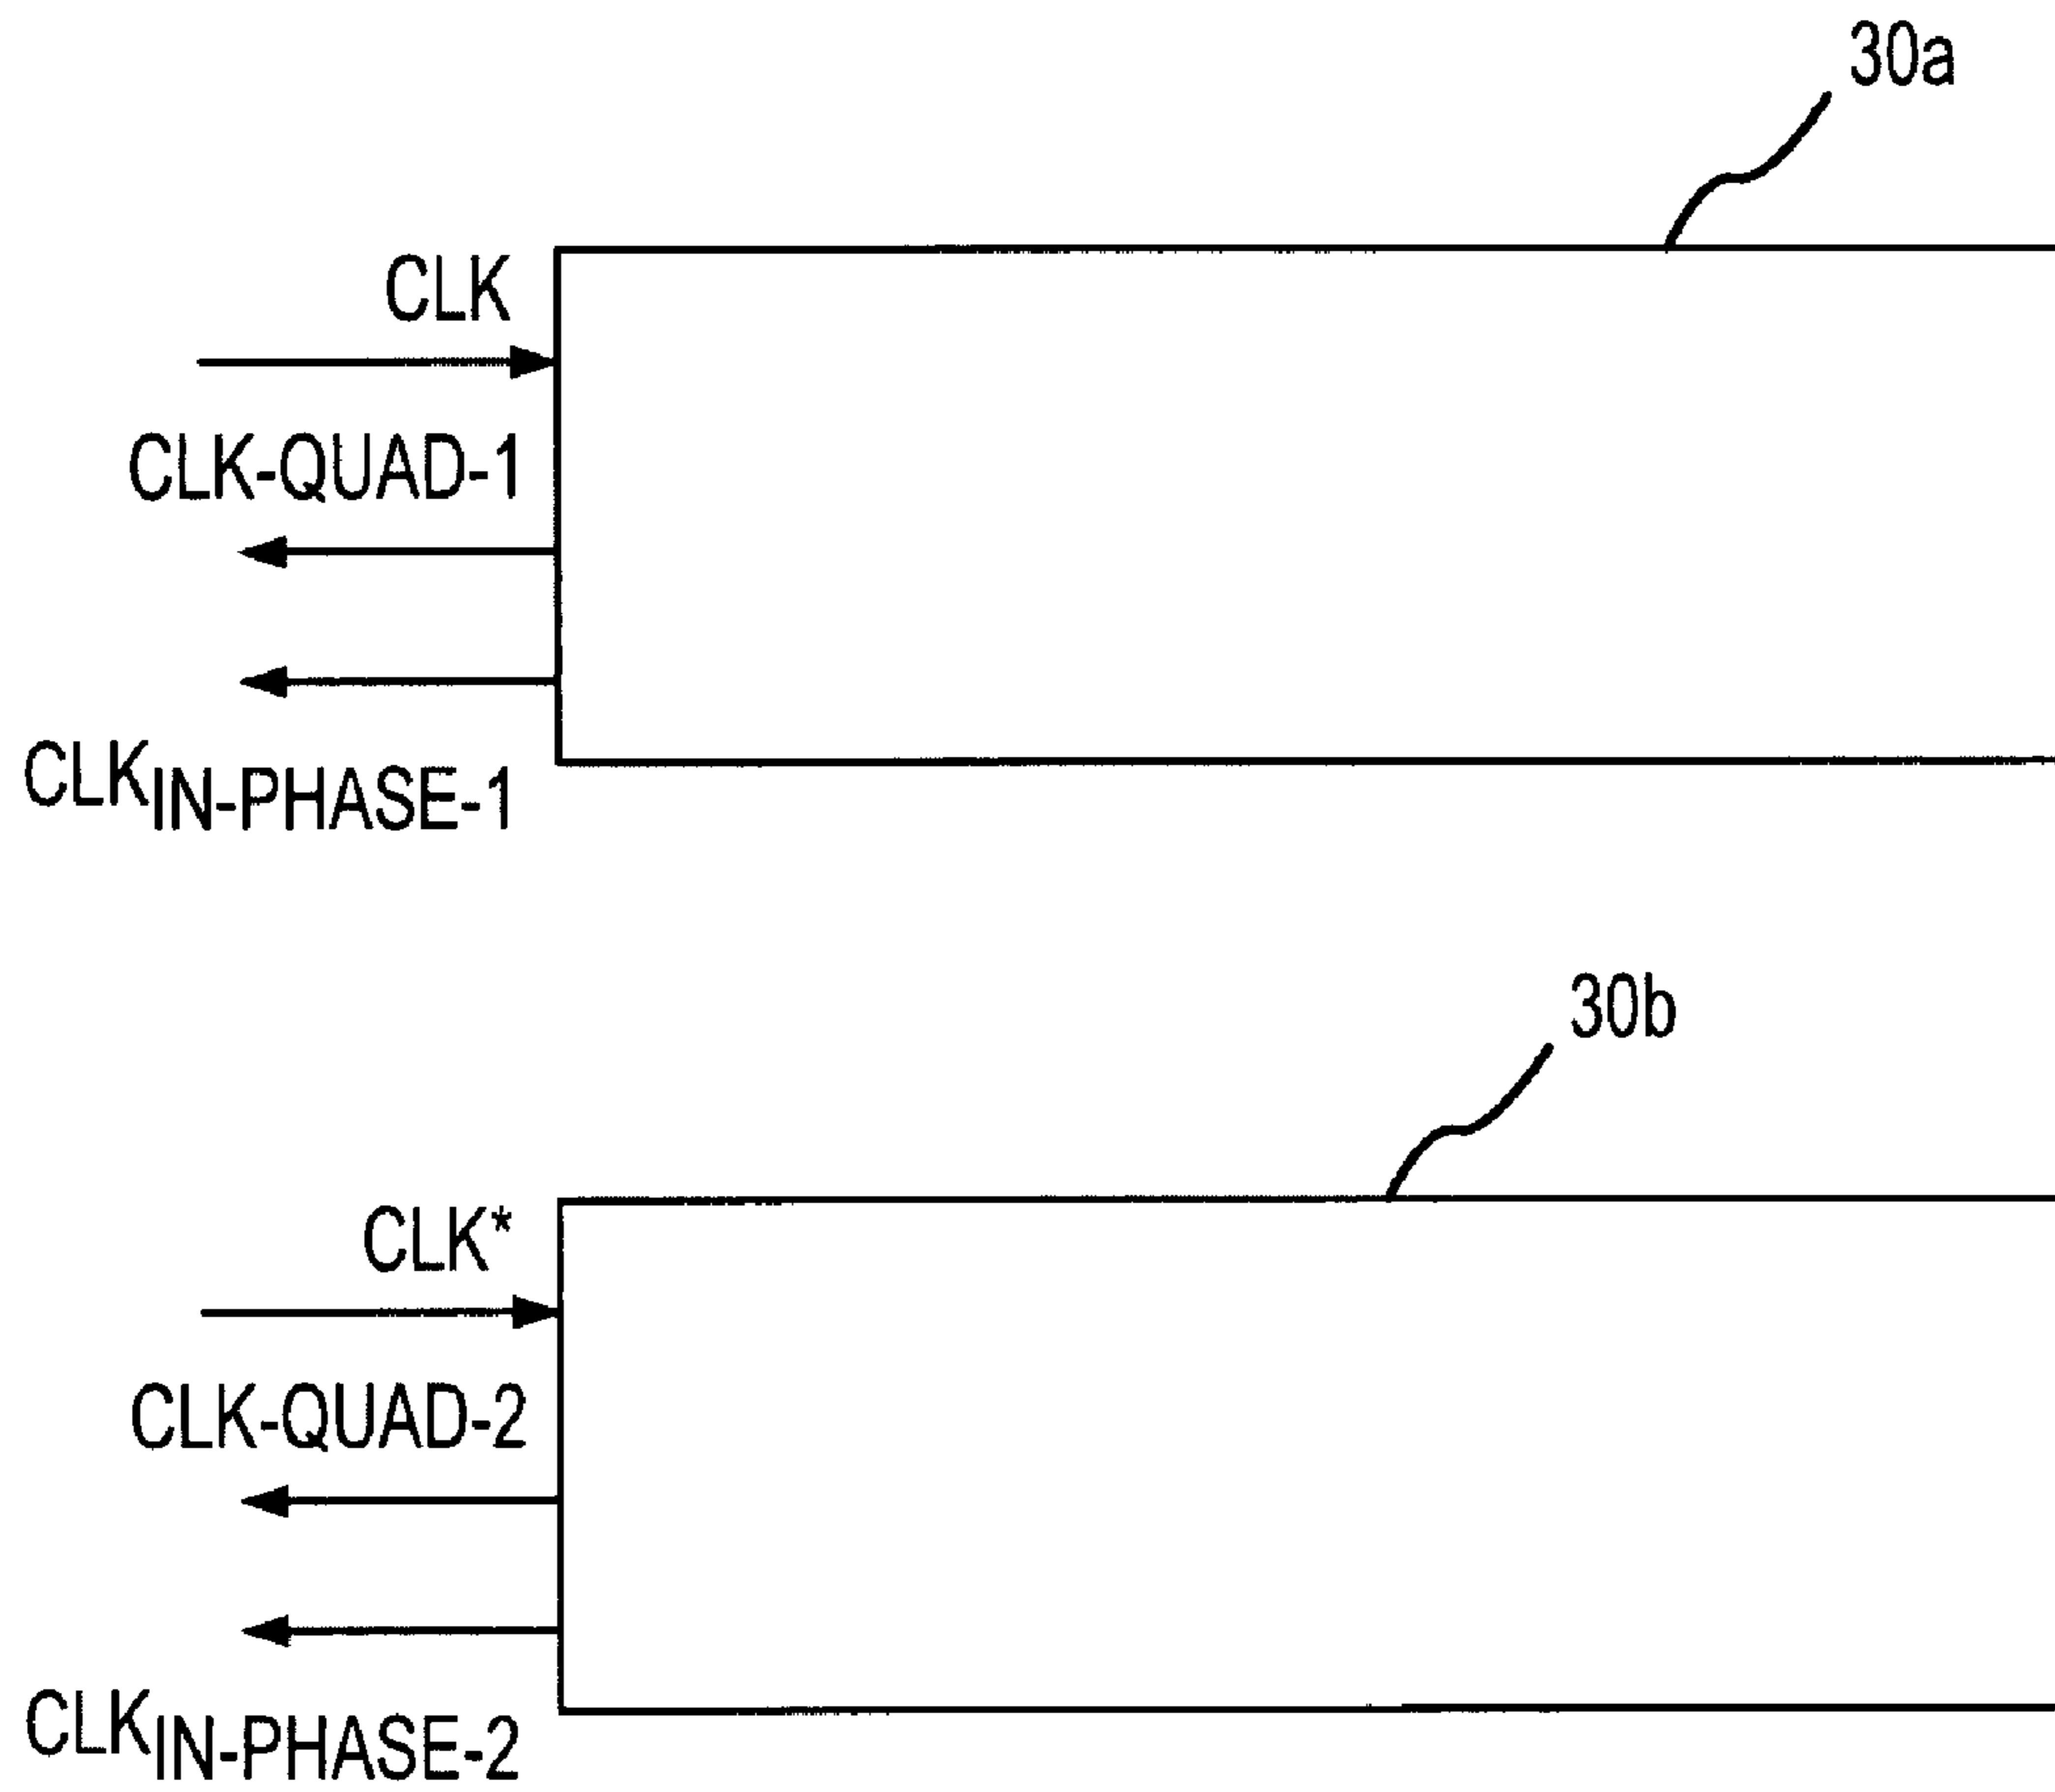 30a
CLK
CLK-QUAD-1
CLKIN-PHASE-1
30b
CLK*
CLK-QUAD-2
CLKIN-PHASE-2